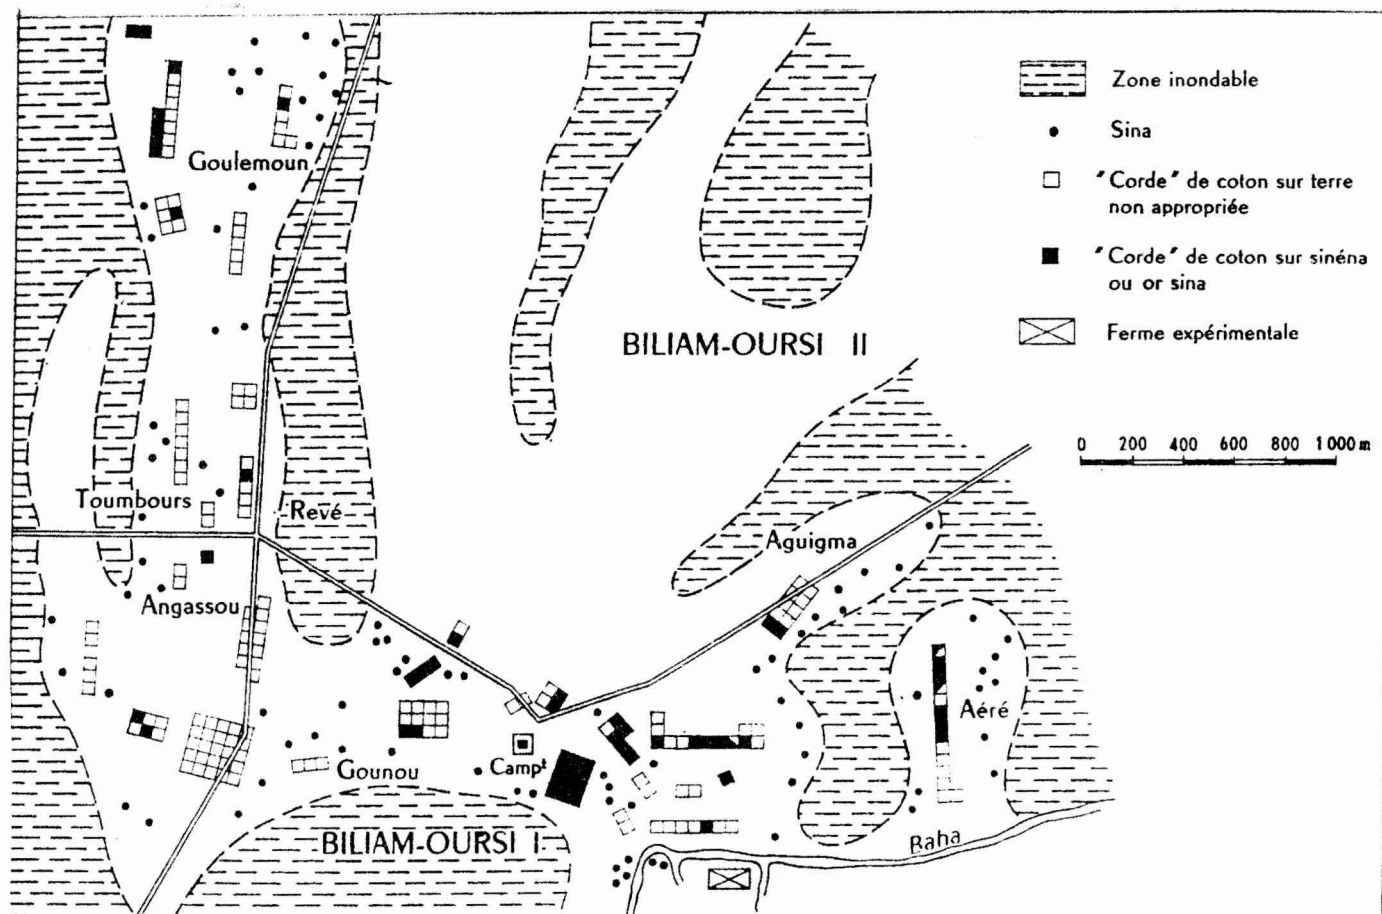 Zone inondable
Sina
"Corde" de coton sur terre
non appropriée
"Corde" de coton sur sinéna
ou or sina
Ferme expérimentale
0 200 400 600 800 1000 m
Goulemoun
BILIAM-OURSI II
Toumbours
Revé
Aguigma
Angassou
Aéré
Gounou
Campt
BILIAM-OURSI I
Baha